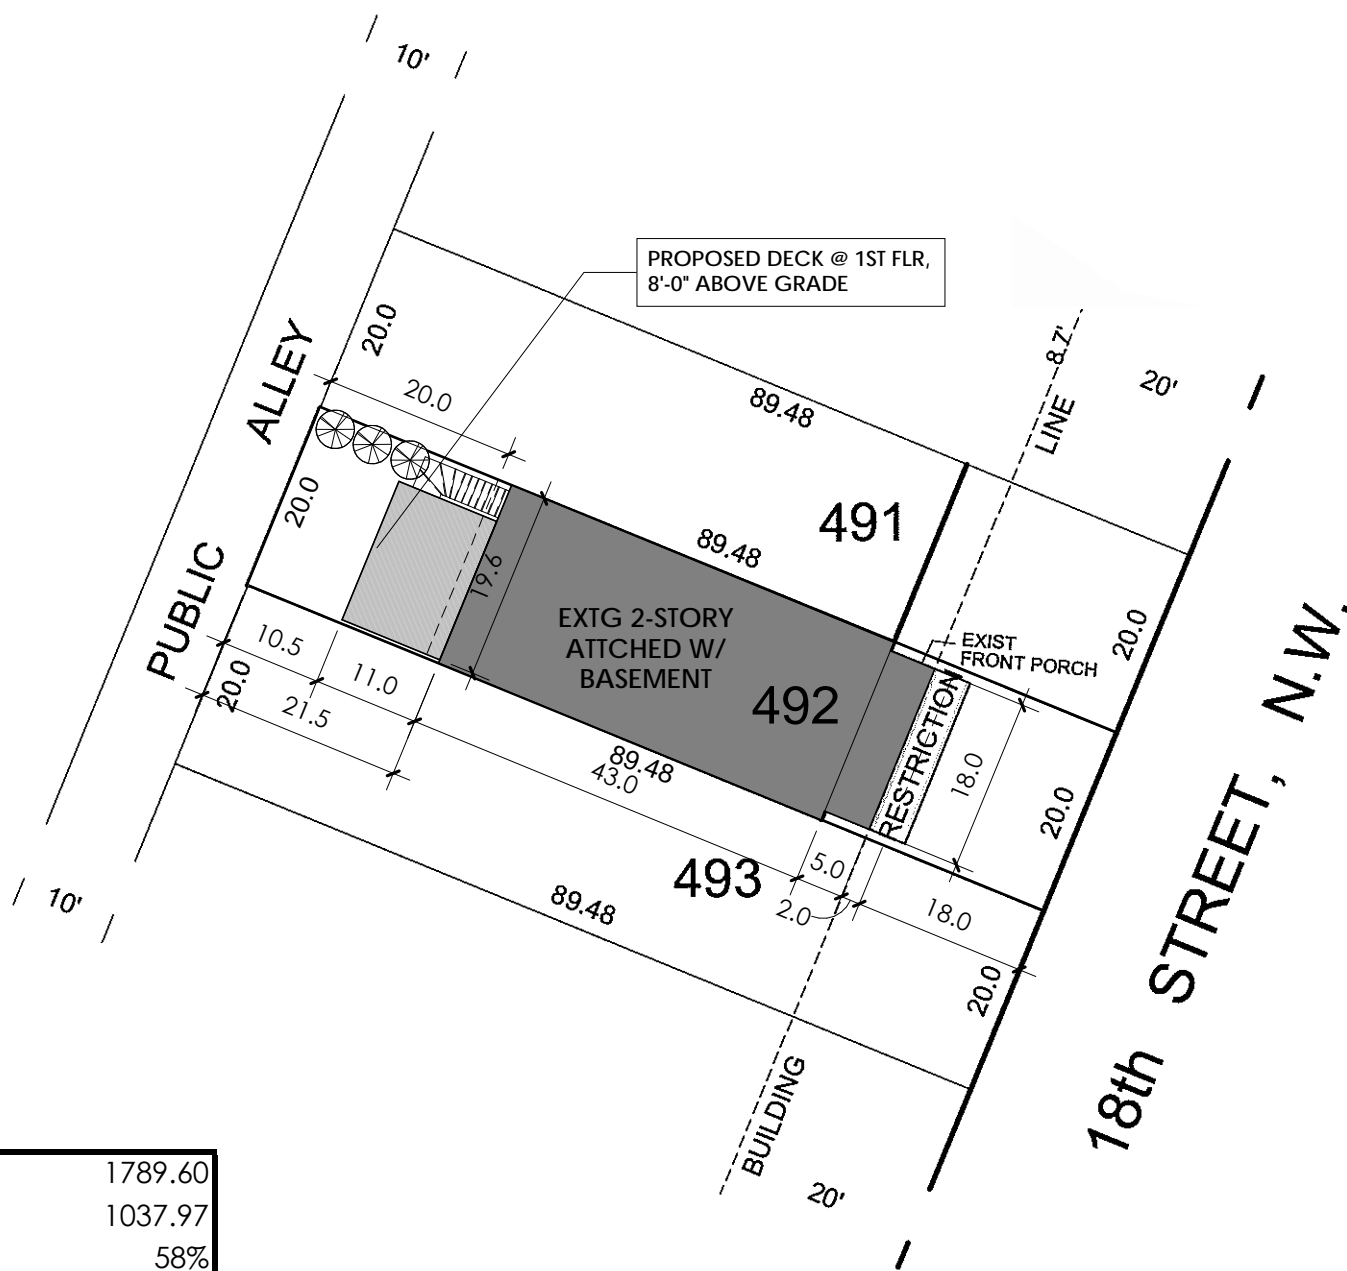 10'
PROPOSED DECK @ 1ST FLR,
8'-0" ABOVE GRADE
20.0
ALLEY
20.0
89.48
8.7'
LINE
20'
20.0
89.48
491
19.6
EXTG 2-STORY
ATTCHED W/
BASEMENT
492
EXIST
FRONT PORCH
RESTRICTION
20.0
N.W.
PUBLIC
10.5
11.0
20.0
21.5
89.48
43.0
18.0
20.0
STREET,
493
5.0
2.0
18.0
10'
89.48
20.0
18th
BUILDING
20'
1789.60
1037.97
58%